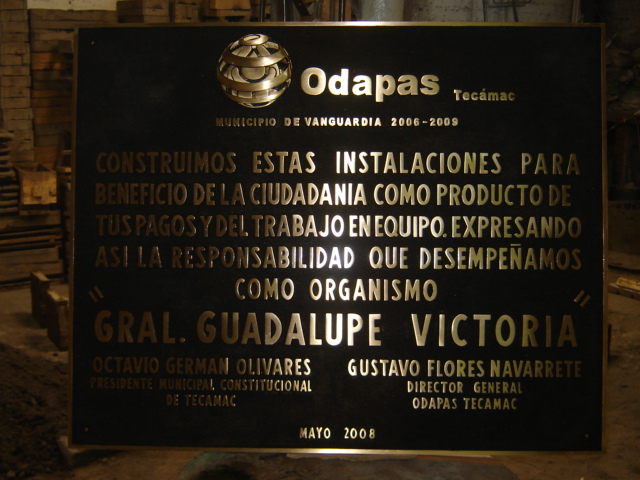 Odapas Tecámac
MUNICIPIO DE VANGUARDIA 2006-2009
CONSTRUIMOS ESTAS INSTALACIONES PARA
BENEFICIO DE LA CIUDADANIA COMO PRODUCTO DE
TUS PAGOS Y DEL TRABAJO EN EQUIPO. EXPRESANDO
ASI LA RESPONSABILIDAD QUE DESEMPEÑAMOS
COMO ORGANISMO
" GRAL. GUADALUPE VICTORIA "
OCTAVIO GERMAN OLIVARES
PRESIDENTE MUNICIPAL CONSTITUCIONAL
DE TECAMAC
GUSTAVO FLORES NAVARRETE
DIRECTOR GENERAL
ODAPAS TECAMAC
MAYO 2008